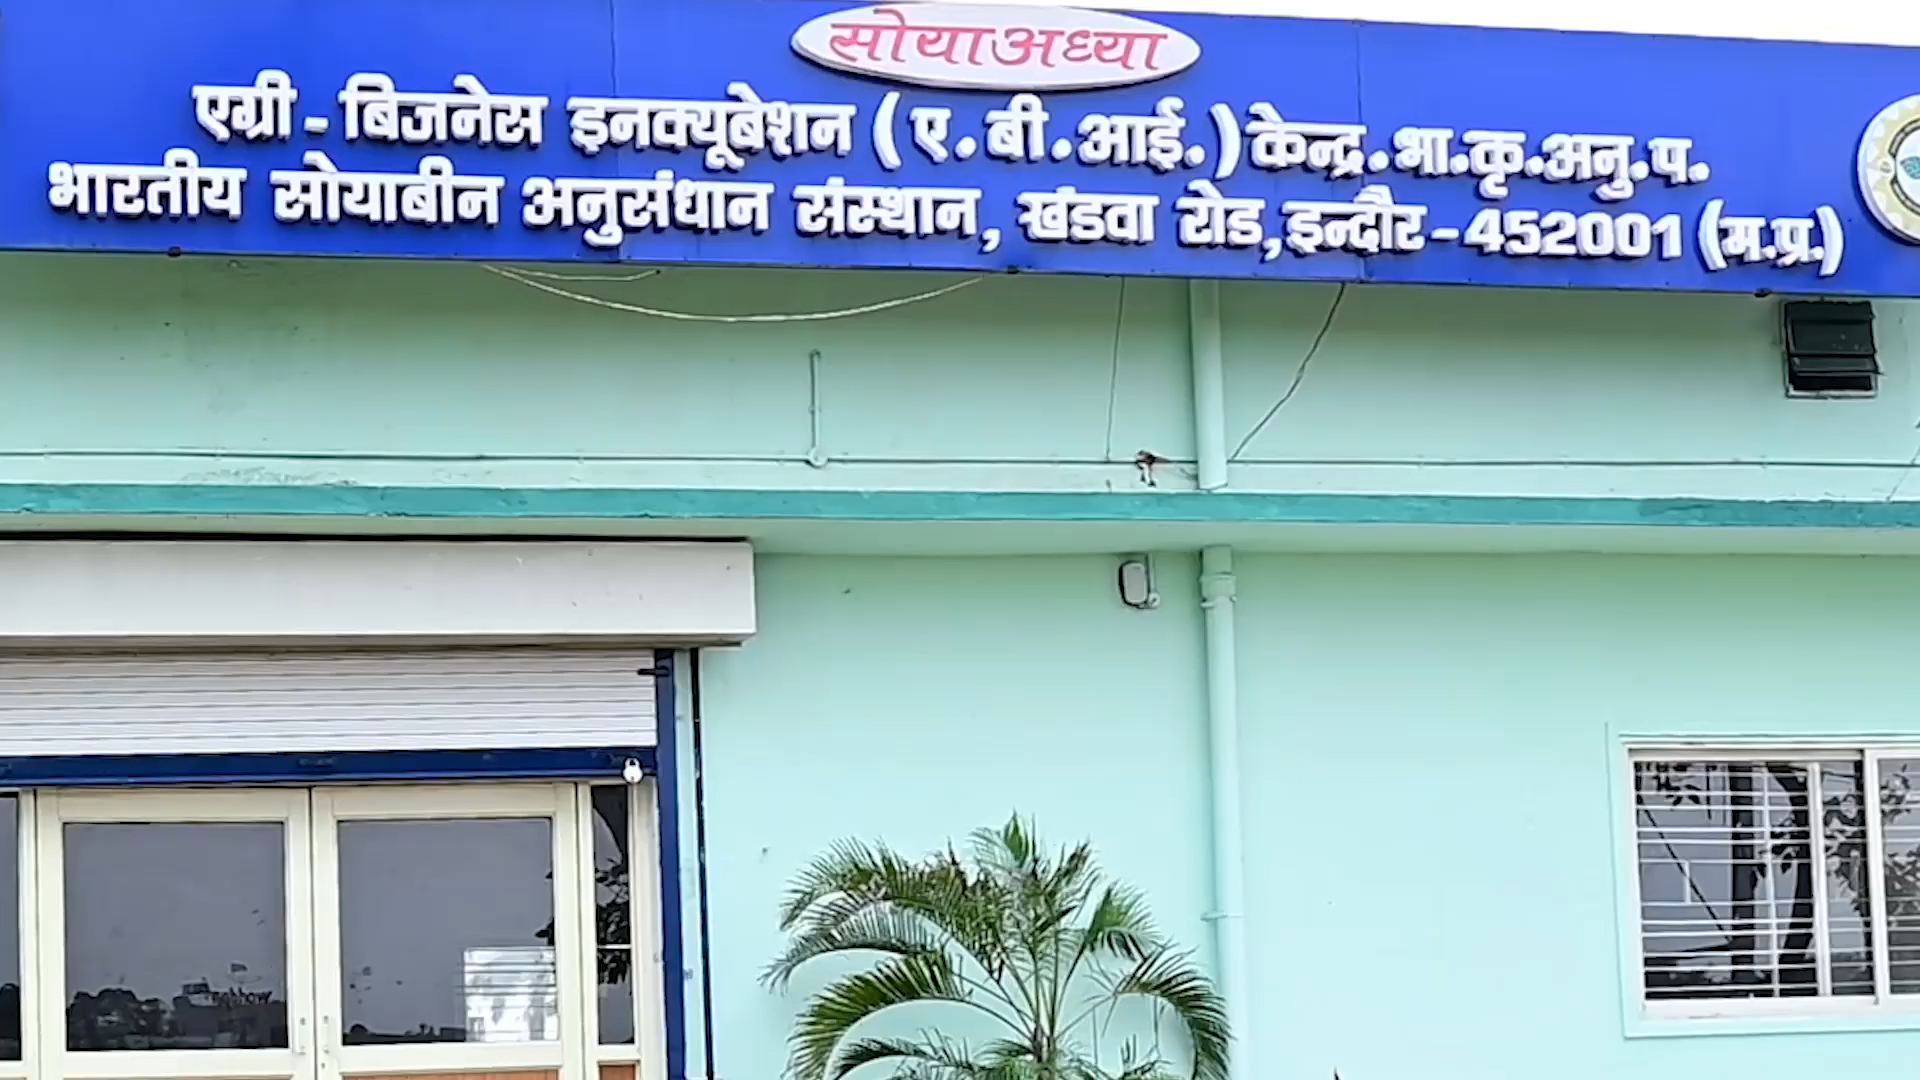 सोयाअध्या
एग्री - बिजनेस इनक्यूबेशन (ए.बी.आई.) केन्द्र.भा.कृ.अनु.प.
भारतीय सोयाबीन अनुसंधान संस्थान, खंडवा रोड, इन्दौर-452001 (म.प्र.)